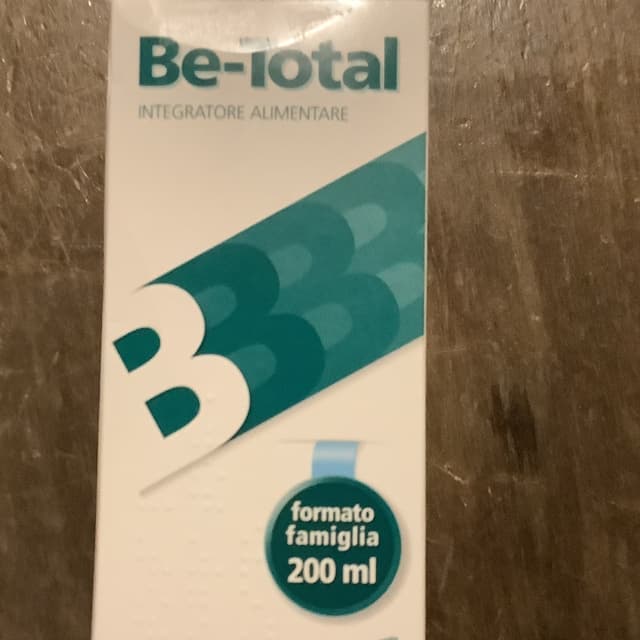 Be-Total
INTEGRATORE ALIMENTARE
B
formato
famiglia
200 ml